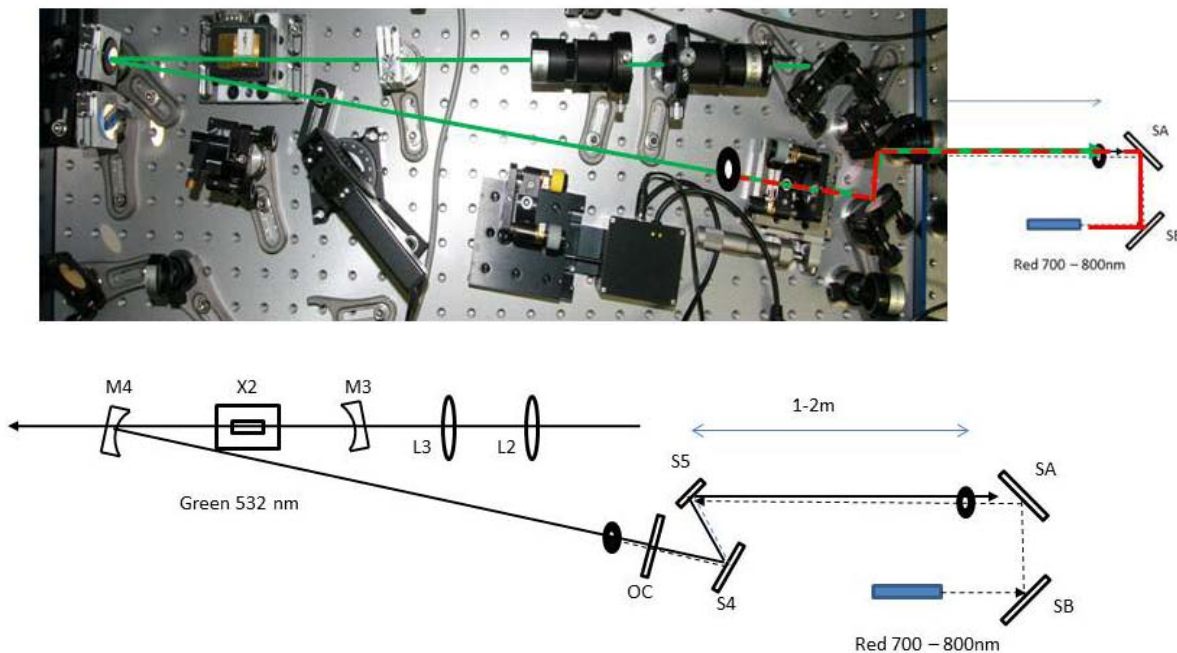 SA
SB
Red 700 – 800nm
M4
X2
M3
L3
L2
Green 532 nm
1-2m
S5
SA
OC
S4
SB
Red 700 – 800nm